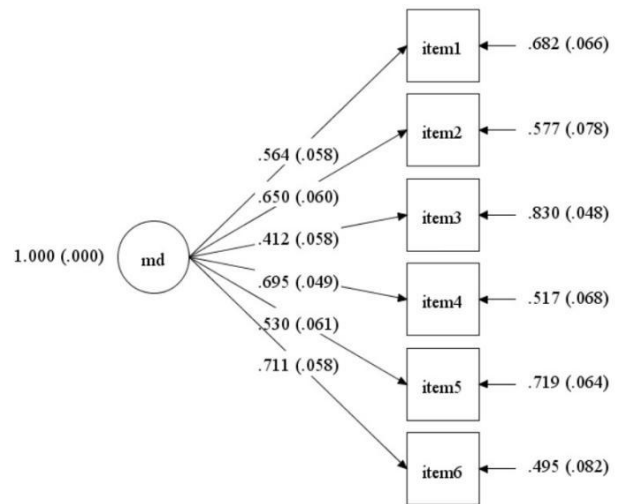 item1
.682 (.066)
item2
.577 (.078)
.564 (.058)
.650 (.060)
item3
.830 (.048)
.412 (.058)
1.000 (.000)
md
.695 (.049)
item4
.517 (.068)
.530 (.061)
.711 (.058)
item5
.719 (.064)
item6
.495 (.082)